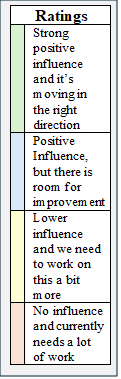 Ratings
Strong
positive
influence
and it's
moving in
the right
direction
Positive
Influence,
but there is
room for
improvement
Lower
influence
and we need
to work on
this a bit
more
No influence
and currently
needs a lot
of work